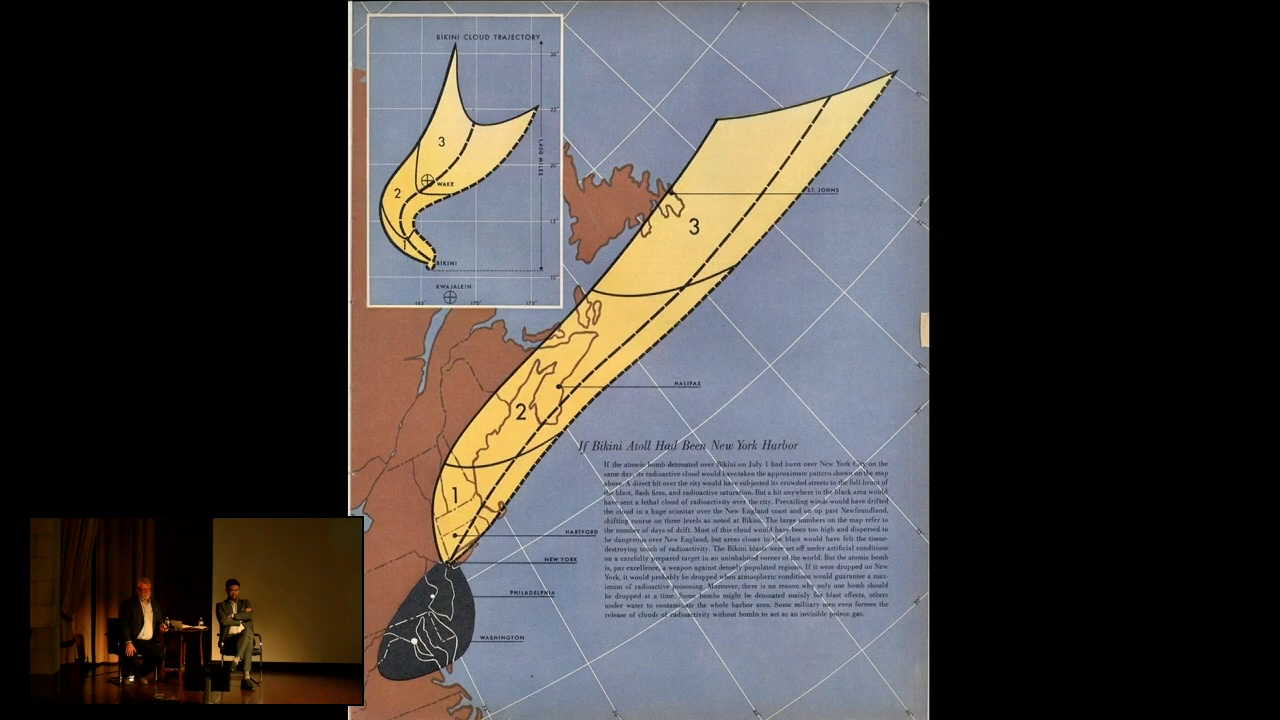 BIKINI CLOUD TRAJECTORY
30°
25°
3
1,400 MILES
20°
WAKE
2
15°
1
BIKINI
10°
KWAJALEIN
165°
170°
175°
ST. JOHNS
3
HALIFAX
2
If Bikini Atoll Had Been New York Harbor
If the atomic bomb detonated over Bikini on July 1 had burst over New York City on the
same day, its radioactive cloud would have taken the approximate pattern shown on the map
above. A direct hit over the city would have subjected its crowded streets to the full brunt of
the blast, flash fires, and radioactive saturation. But a hit anywhere in the black area would
have sent a lethal cloud of radioactivity over the city. Prevailing winds would have drifted
the cloud in a huge scimitar over the New England coast and on up past Newfoundland,
shifting course on three levels as noted at Bikini. The large numbers on the map refer to
the number of days of drift. Most of this cloud would have been too high and dispersed to
be dangerous over New England, but areas closer to the blast would have felt the tissue-
destroying touch of radioactivity. The Bikini blasts were set off under artificial conditions
on a carefully prepared target in an uninhabited corner of the world. But the atomic bomb
is, par excellence, a weapon against densely populated regions. If it were dropped on New
York, it would probably be dropped when atmospheric conditions would guarantee a max-
imum of radioactive poisoning. Moreover, there is no reason why only one bomb should
be dropped at a time. Some bombs might be detonated mainly for blast effects, others
under water to contaminate the whole harbor area. Some military men even foresee the
release of clouds of radioactivity without bombs to act as an invisible poison gas.
1
HARTFORD
NEW YORK
PHILADELPHIA
WASHINGTON